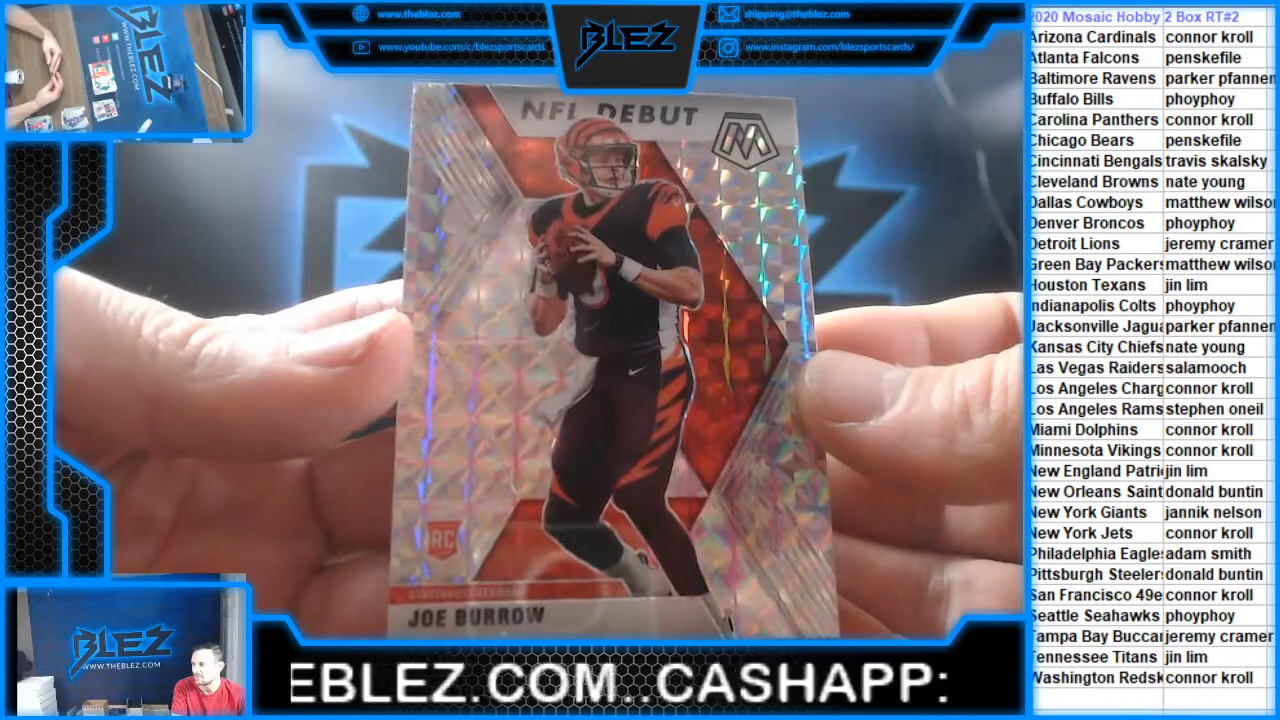 www.theblez.com
shipping@theblez.com
www.youtube.com/c/blezsportscards
www.instagram.com/blezsportscards/
BLEZ
BLEZ
NFL DEBUT
RC
JOE BURROW
BLEZ
WWW.THEBLEZ.COM
EBLEZ.COM..CASHAPP:
2020 Mosaic Hobby 2 Box RT#2
Arizona Cardinals connor kroll
Atlanta Falcons penskefile
Baltimore Ravens parker pfannen
Buffalo Bills phoyphoy
Carolina Panthers connor kroll
Chicago Bears penskefile
Cincinnati Bengals travis skalsky
Cleveland Browns nate young
Dallas Cowboys matthew wilso
Denver Broncos phoyphoy
Detroit Lions jeremy cramer
Green Bay Packers matthew wilso
Houston Texans jin lim
Indianapolis Colts phoyphoy
Jacksonville Jagua parker pfannen
Kansas City Chiefs nate young
Las Vegas Raiders salamooch
Los Angeles Charg connor kroll
Los Angeles Rams stephen oneil
Miami Dolphins connor kroll
Minnesota Vikings connor kroll
New England Patri jin lim
New Orleans Saint donald buntin
New York Giants jannik nelson
New York Jets connor kroll
Philadelphia Eagle adam smith
Pittsburgh Steeler donald buntin
San Francisco 49e connor kroll
Seattle Seahawks phoyphoy
Tampa Bay Buccar jeremy cramer
Tennessee Titans jin lim
Washington Redsk connor kroll